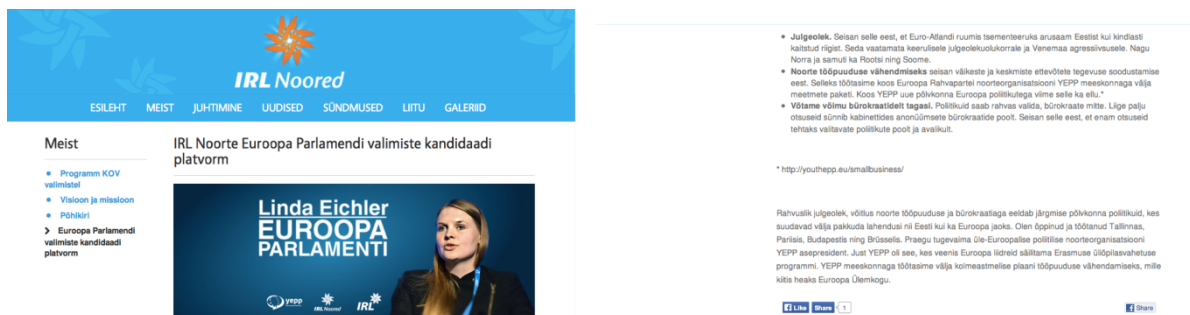 IRL Noored
ESILEHT MEIST JUHTIMINE UUDISED SÜNDMUSED LIITU GALERIID
Meist
Programm KOV
valimistel
Visioon ja missioon
Põhikiri
Euroopa Parlamendi
valimiste kandidaadi
platvorm
IRL Noorte Euroopa Parlamendi valimiste kandidaadi
platvorm
Linda Eichler
EUROOPA
PARLAMENTI
yepp IRL Noored IRL
Julgeolek. Seisan selle eest, et Euro-Atlandi ruumis tsementeeruks arusaam Eestist kui kindlasti
kaitstud riigist. Seda vaatamata keerulisele julgeolekuolukorrale ja Venemaa agressiivsusele. Nagu
Norra ja samuti ka Rootsi ning Soome.
Noorte tööpuuduse vähendmiseks seisan väikeste ja keskmiste ettevõtete tegevuse soodustamise
eest. Selleks töötasime koos Euroopa Rahvapartei noorteorganisatsiooni YEPP meeskonnaga välja
meetmete paketi. Koos YEPP uue põlvkonna Euroopa poliitikutega viime selle ka ellu.*
Võtame võimu bürokraatidelt tagasi. Poliitikuid saab rahvas valida, bürokraate mitte. Liiga palju
otsuseid sünnib kabinettides anonüümsete bürokraatide poolt. Seisan selle eest, et enam otsuseid
tehtaks valitavate poliitikute poolt ja avalikult.
* http://youthepp.eu/smallbusiness/
Rahvuslik julgeolek, võitlus noorte tööpuuduse ja bürokraatiaga eeldab järgmise põlvkonna poliitikuid, kes
suudavad välja pakkuda lahendusi nii Eesti kui ka Euroopa jaoks. Olen õppinud ja töötanud Tallinnas,
Pariisis, Budapestis ning Brüsselis. Praegu tugevaima üle-Euroopalise poliitilise noorteorganisatsiooni
YEPP asepresident. Just YEPP oli see, kes veenis Euroopa liidreid säilitama Erasmuse üliõpilasvahetuse
programmi. YEPP meeskonnaga töötasime välja kolmeastmelise plaani tööpuuduse vähendamiseks, mille
kiitis heaks Euroopa Ülemkogu.
Like Share 1 Share